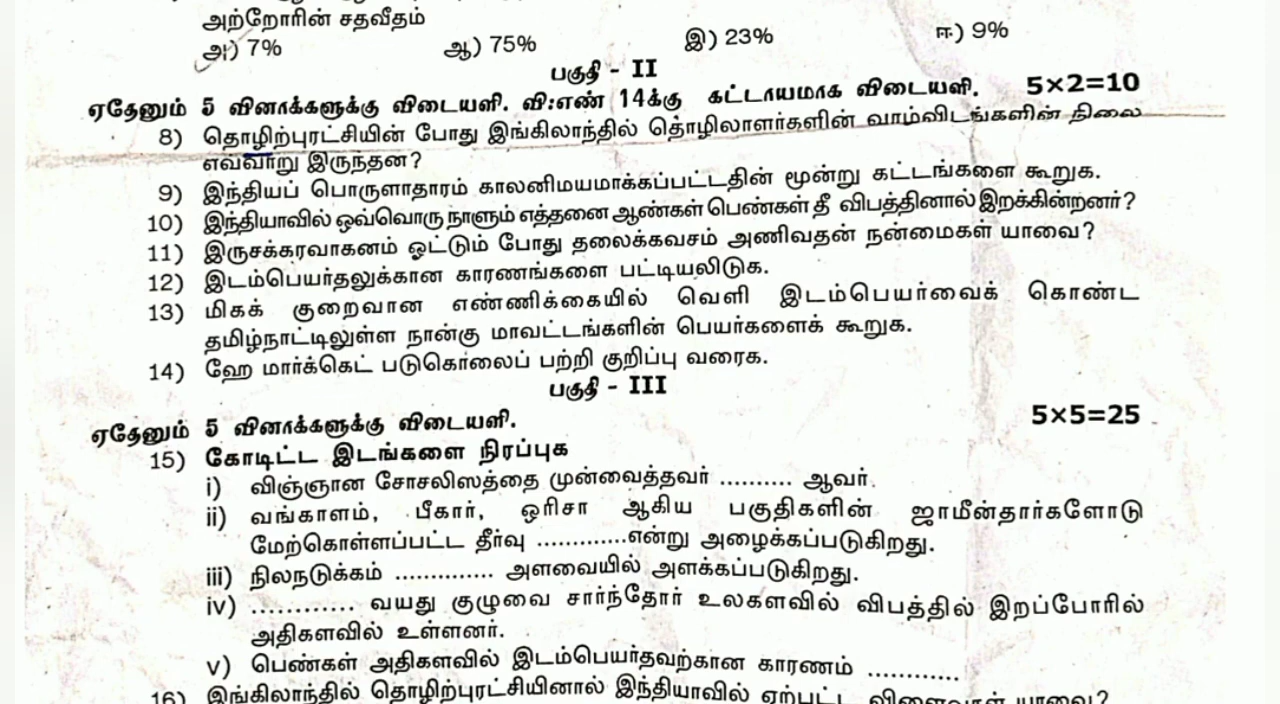 அற்றோரின் சதவீதம்
அ) 7% ஆ) 75% இ) 23% ஈ) 9%
பகுதி - II
ஏதேனும் 5 வினாக்களுக்கு விடையளி. வி:எண் 14க்கு கட்டாயமாக விடையளி. 5×2=10
8) தொழிற்புரட்சியின் போது இங்கிலாந்தில் தொழிலாளர்களின் வாழ்விடங்களின் நிலை
எவ்வாறு இருந்தன?
9) இந்தியப் பொருளாதாரம் காலனிமயமாக்கப்பட்டதின் மூன்று கட்டங்களை கூறுக.
10) இந்தியாவில் ஒவ்வொரு நாளும் எத்தனை ஆண்கள் பெண்கள் தீ விபத்தினால் இறக்கின்றனர்?
11) இருசக்கரவாகனம் ஓட்டும் போது தலைக்கவசம் அணிவதன் நன்மைகள் யாவை?
12) இடம்பெயர்தலுக்கான காரணங்களை பட்டியலிடுக.
13) மிகக் குறைவான எண்ணிக்கையில் வெளி இடம்பெயர்வைக் கொண்ட
தமிழ்நாட்டிலுள்ள நான்கு மாவட்டங்களின் பெயர்களைக் கூறுக.
14) ஹே மார்க்கெட் படுகொலைப் பற்றி குறிப்பு வரைக.
பகுதி - III
ஏதேனும் 5 வினாக்களுக்கு விடையளி. 5×5=25
15) கோடிட்ட இடங்களை நிரப்புக
i) விஞ்ஞான சோசலிஸத்தை முன்வைத்தவர் .......... ஆவர்.
ii) வங்காளம், பீகார், ஒரிசா ஆகிய பகுதிகளின் ஜாமீன்தார்களோடு
மேற்கொள்ளப்பட்ட தீர்வு .............என்று அழைக்கப்படுகிறது.
iii) நிலநடுக்கம் .............. அளவையில் அளக்கப்படுகிறது.
iv) ............ வயது குழுவை சார்ந்தோர் உலகளவில் விபத்தில் இறப்போரில்
அதிகளவில் உள்ளனர்.
v) பெண்கள் அதிகளவில் இடம்பெயர்தவற்கான காரணம் .............
16) இங்கிலாந்தில் தொழிற்புரட்சியினால் இந்தியாவில் ஏற்பட்ட விளைவுகள் யாவை?